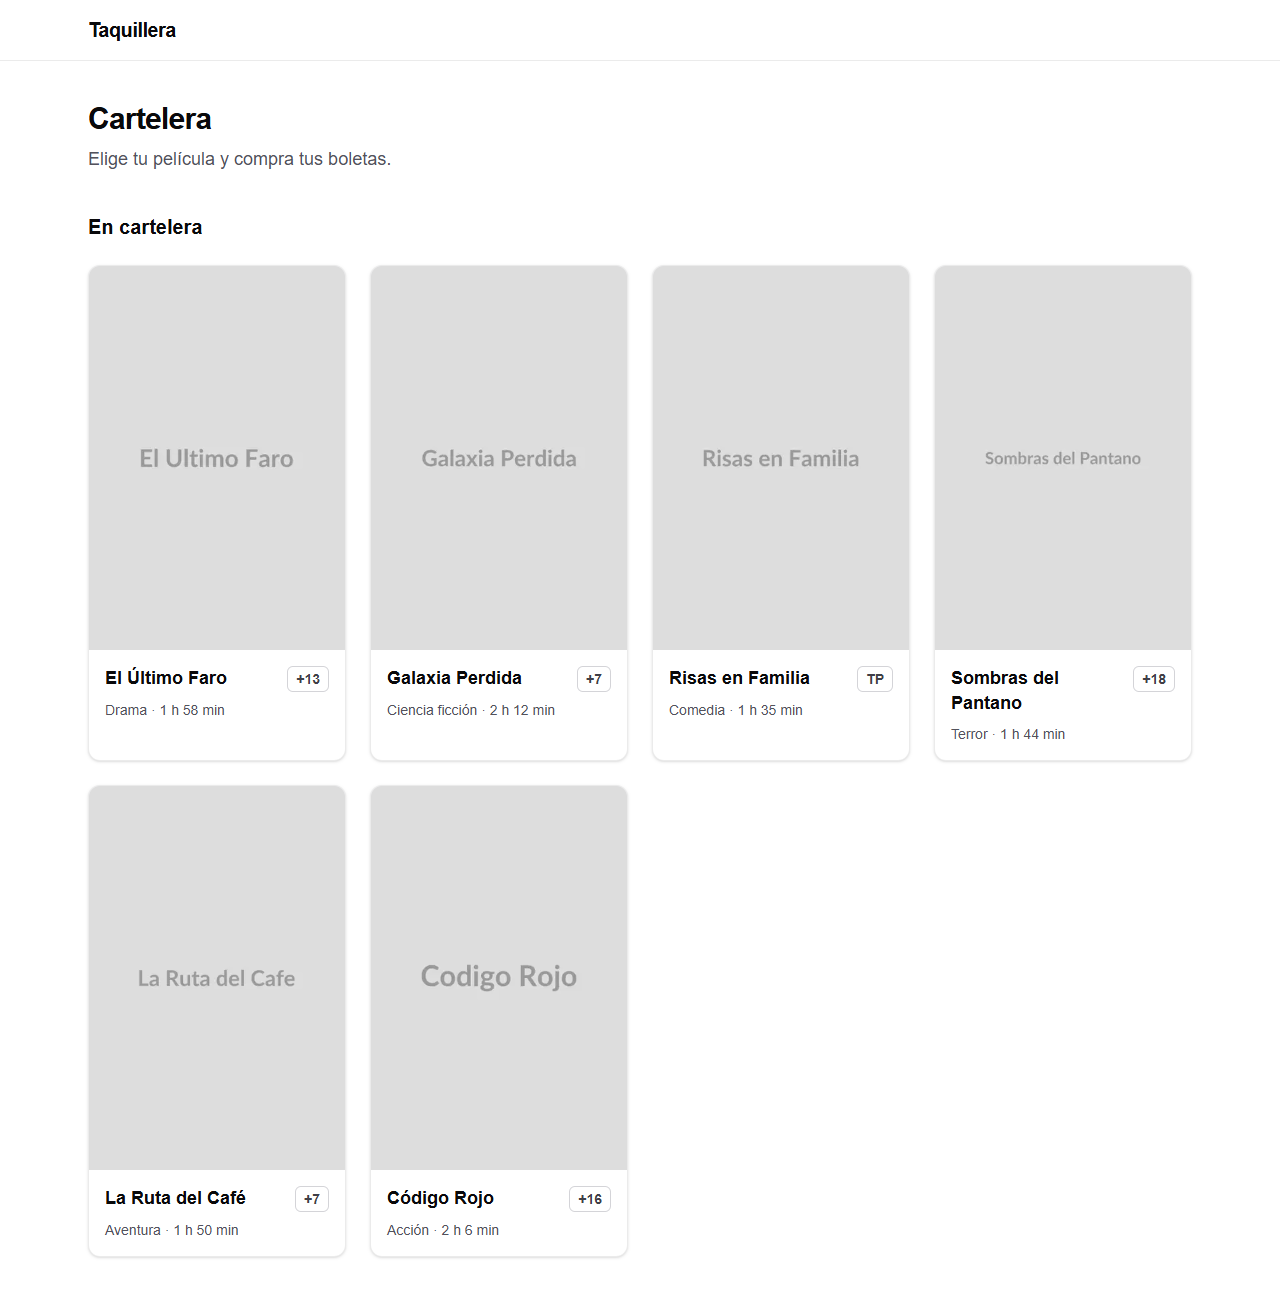 Taquillera
Cartelera
Elige tu película y compra tus boletas.
En cartelera
El Ultimo Faro
El Último Faro
+13
Drama · 1 h 58 min
Galaxia Perdida
Galaxia Perdida
+7
Ciencia ficción · 2 h 12 min
Risas en Familia
Risas en Familia
TP
Comedia · 1 h 35 min
Sombras del Pantano
Sombras del
Pantano
+18
Terror · 1 h 44 min
La Ruta del Cafe
La Ruta del Café
+7
Aventura · 1 h 50 min
Codigo Rojo
Código Rojo
+16
Acción · 2 h 6 min